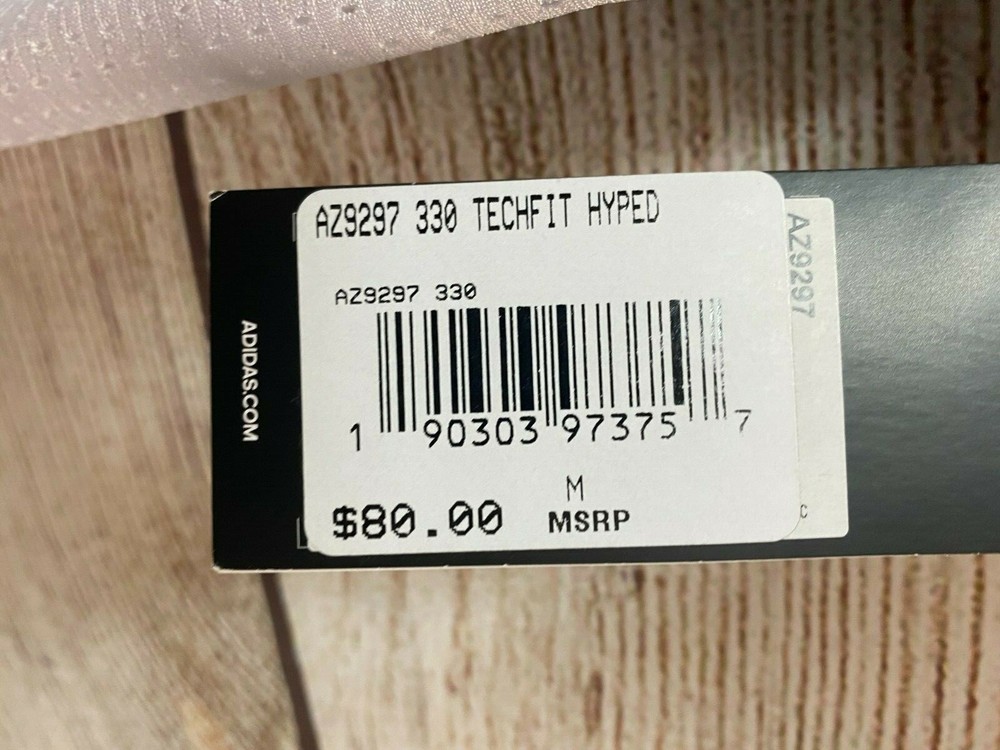 AZ9297 330 TECHFIT HYPED
AZ9297 330
1 90303 97375 7
M
$80.00 MSRP
ADIDAS.COM
AZ9297
C